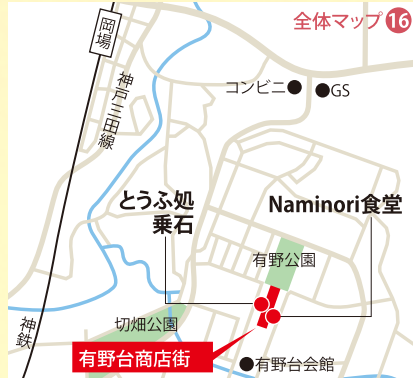 全体マップ16
岡場
神戸三田線
コンビニ
GS
とうふ処
乗石
Naminori食堂
有野公園
切畑公園
神鉄
有野台商店街
有野台会館